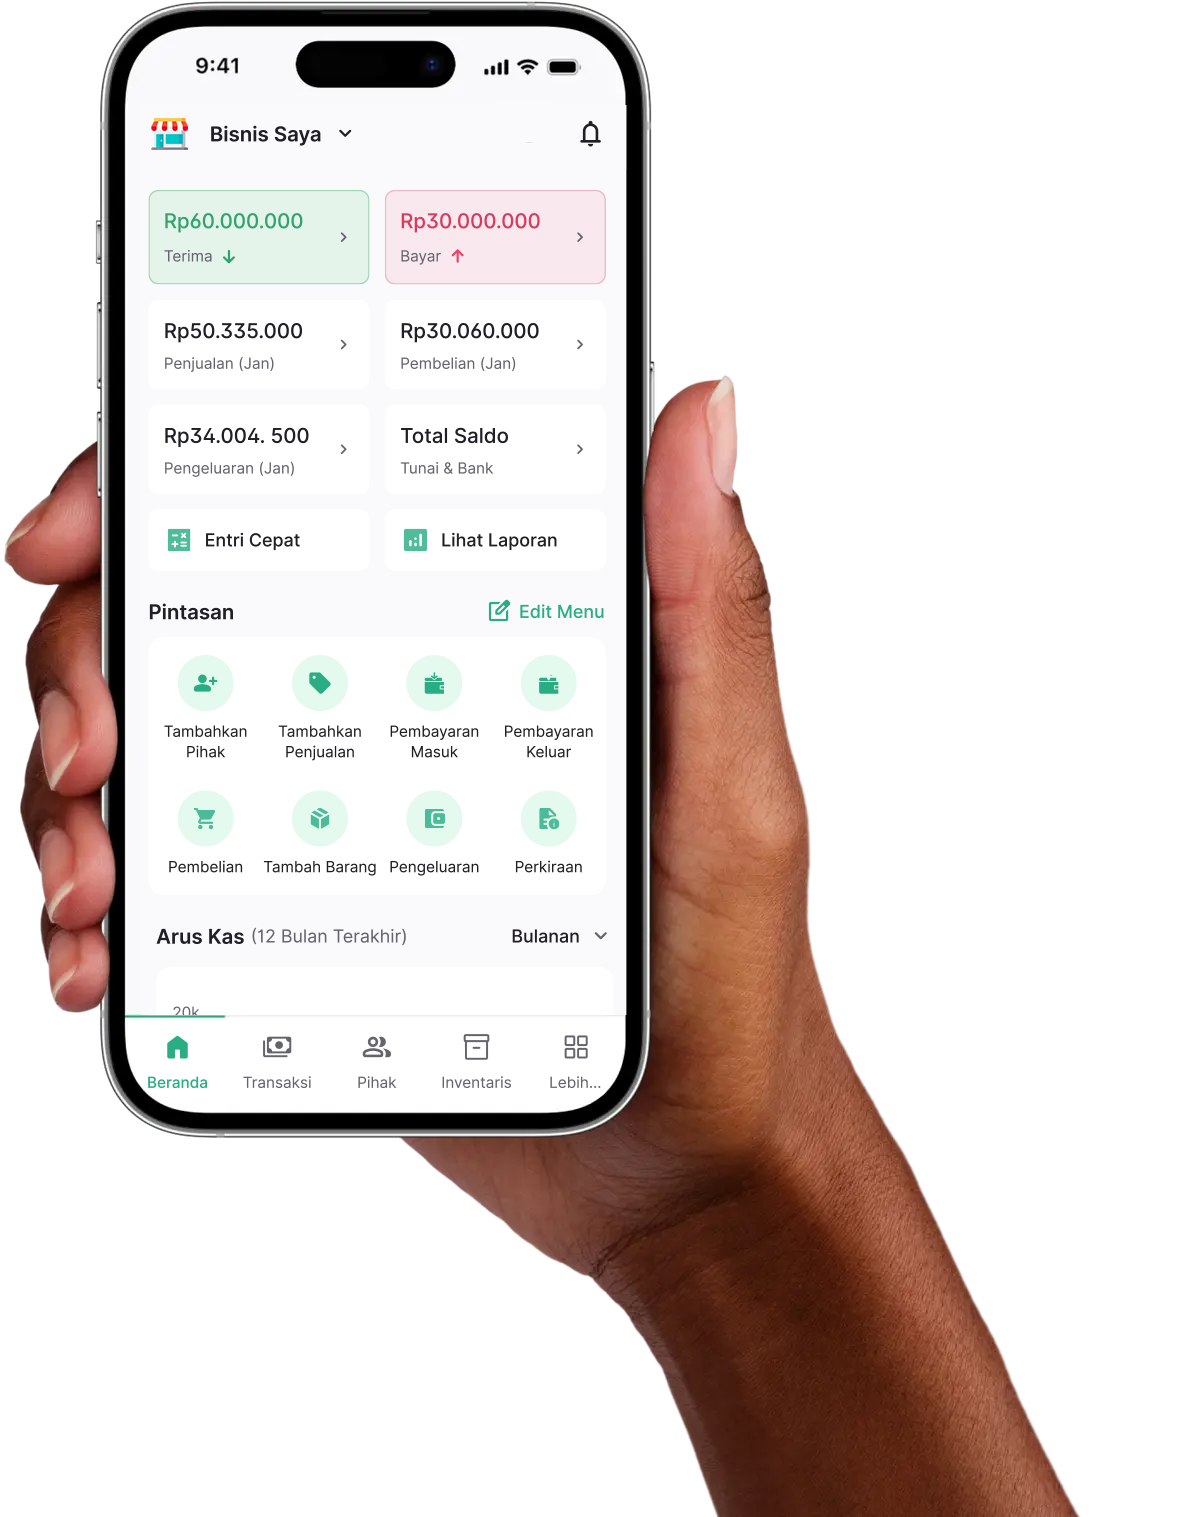 9:41
Bisnis Saya
Rp60.000.000
Terima
Rp30.000.000
Bayar
Rp50.335.000
Penjualan (Jan)
Rp30.060.000
Pembelian (Jan)
Rp34.004. 500
Pengeluaran (Jan)
Total Saldo
Tunai & Bank
Entri Cepat
Lihat Laporan
Pintasan
Edit Menu
Tambahkan
Pihak
Tambahkan
Penjualan
Pembayaran
Masuk
Pembayaran
Keluar
Pembelian
Tambah Barang
Pengeluaran
Perkiraan
Arus Kas (12 Bulan Terakhir)
Bulanan
20k
Beranda
Transaksi
Pihak
Inventaris
Lebih...